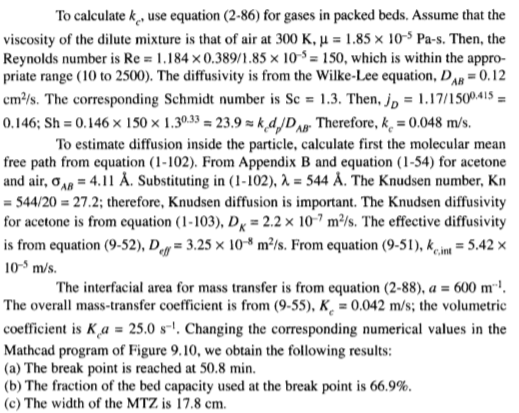 To calculate k_c, use equation (2-86) for gases in packed beds. Assume that the
viscosity of the dilute mixture is that of air at 300 K, μ = 1.85 × 10⁻⁵ Pa-s. Then, the
Reynolds number is Re = 1.184 × 0.389/1.85 × 10⁻⁵ = 150, which is within the appro-
priate range (10 to 2500). The diffusivity is from the Wilke-Lee equation, D_AB = 0.12
cm²/s. The corresponding Schmidt number is Sc = 1.3. Then, j_D = 1.17/150^0.415 =
0.146; Sh = 0.146 × 150 × 1.3^0.33 = 23.9 ≈ k_c d_p/D_AB. Therefore, k_c = 0.048 m/s.
To estimate diffusion inside the particle, calculate first the molecular mean
free path from equation (1-102). From Appendix B and equation (1-54) for acetone
and air, σ_AB = 4.11 Å. Substituting in (1-102), λ = 544 Å. The Knudsen number, Kn
= 544/20 = 27.2; therefore, Knudsen diffusion is important. The Knudsen diffusivity
for acetone is from equation (1-103), D_K = 2.2 × 10⁻⁷ m²/s. The effective diffusivity
is from equation (9-52), D_eff = 3.25 × 10⁻⁸ m²/s. From equation (9-51), k_c,int = 5.42 ×
10⁻⁵ m/s.
The interfacial area for mass transfer is from equation (2-88), a = 600 m⁻¹.
The overall mass-transfer coefficient is from (9-55), K_c = 0.042 m/s; the volumetric
coefficient is K_c a = 25.0 s⁻¹. Changing the corresponding numerical values in the
Mathcad program of Figure 9.10, we obtain the following results:
(a) The break point is reached at 50.8 min.
(b) The fraction of the bed capacity used at the break point is 66.9%.
(c) The width of the MTZ is 17.8 cm.